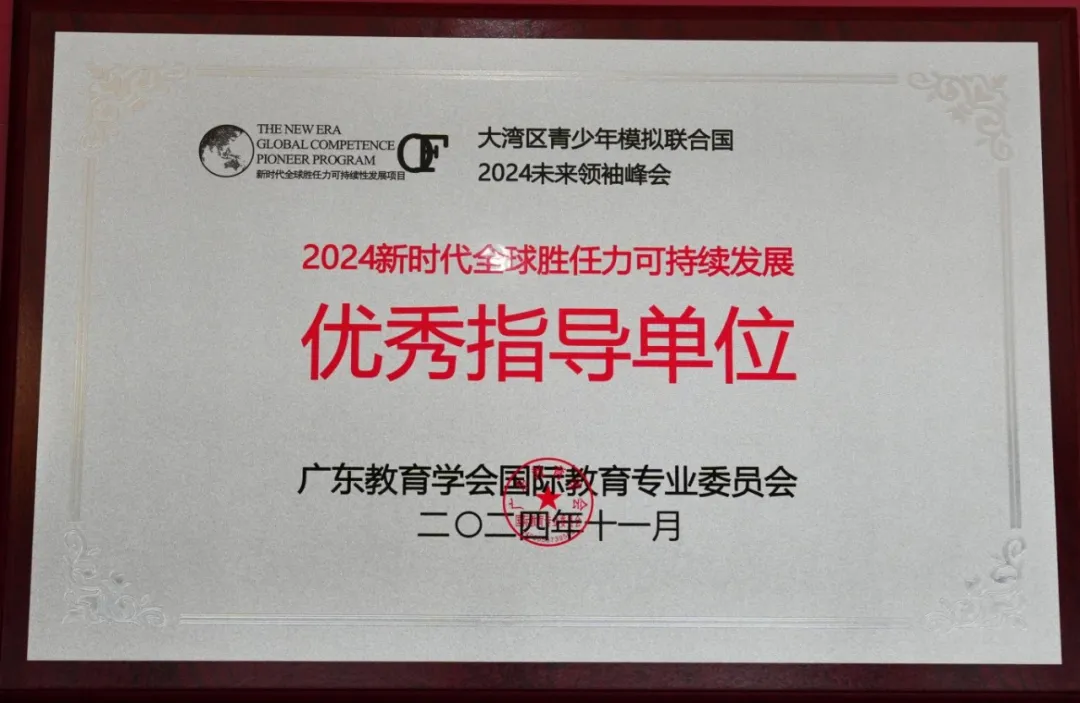 THE NEW ERA
GLOBAL COMPETENCE
PIONEER PROGRAM
新时代全球胜任力可持续性发展项目
大湾区青少年模拟联合国
2024未来领袖峰会
2024新时代全球胜任力可持续发展
优秀指导单位
广东教育学会国际教育专业委员会
二〇二四年十一月